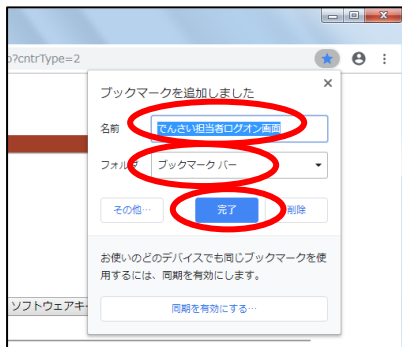 p?cntrType=2
ブックマークを追加しました
名前 でんさい担当者ログオン画面
フォルダ ブックマーク バー
その他… 完了 削除
お使いのどのデバイスでも同じブックマークを使
用するには、同期を有効にします。
ソフトウェアキー
同期を有効にする…